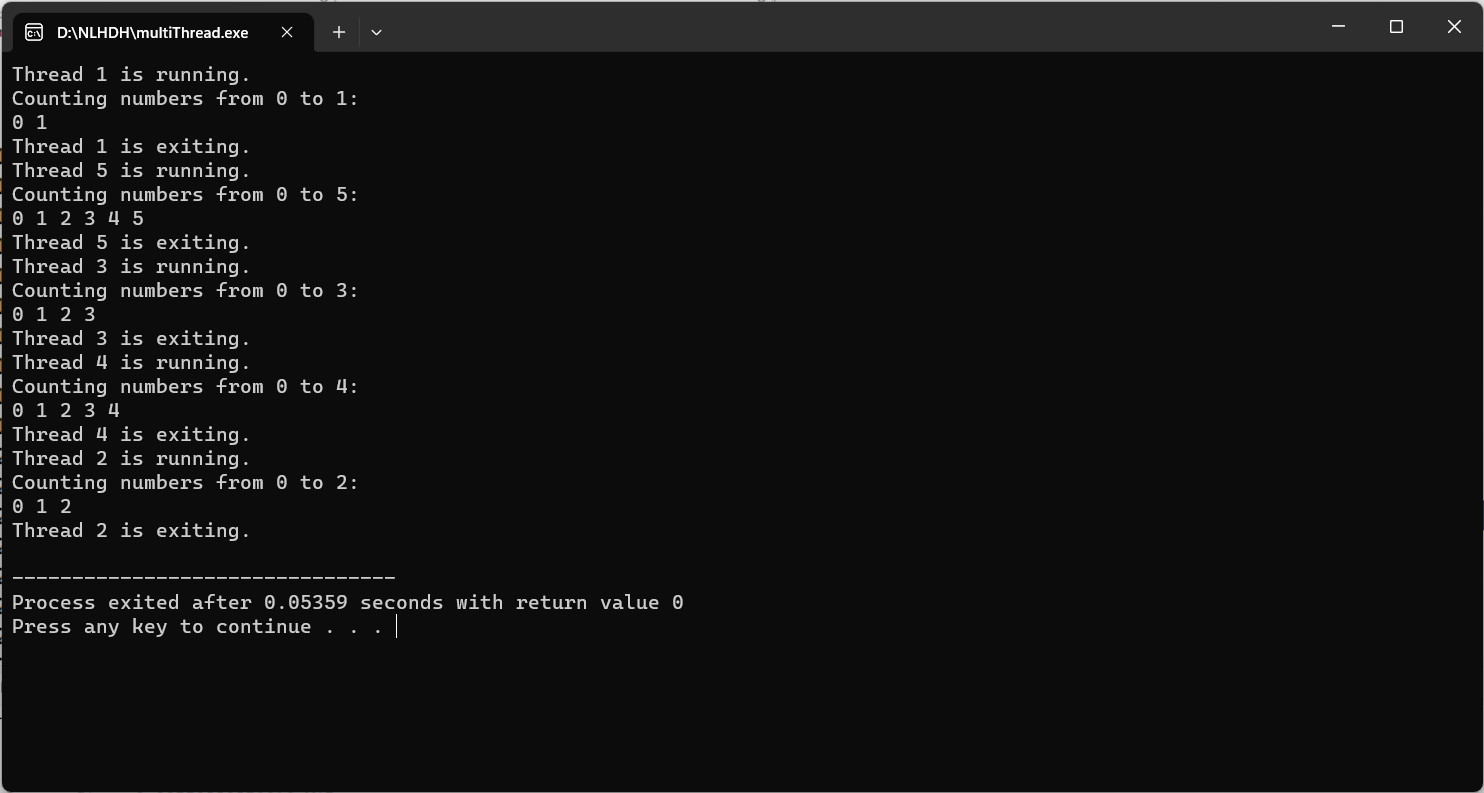 D:\NLHDH\multiThread.exe
Thread 1 is running.
Counting numbers from 0 to 1:
0 1
Thread 1 is exiting.
Thread 5 is running.
Counting numbers from 0 to 5:
0 1 2 3 4 5
Thread 5 is exiting.
Thread 3 is running.
Counting numbers from 0 to 3:
0 1 2 3
Thread 3 is exiting.
Thread 4 is running.
Counting numbers from 0 to 4:
0 1 2 3 4
Thread 4 is exiting.
Thread 2 is running.
Counting numbers from 0 to 2:
0 1 2
Thread 2 is exiting.
--------------------------------
Process exited after 0.05359 seconds with return value 0
Press any key to continue . . .